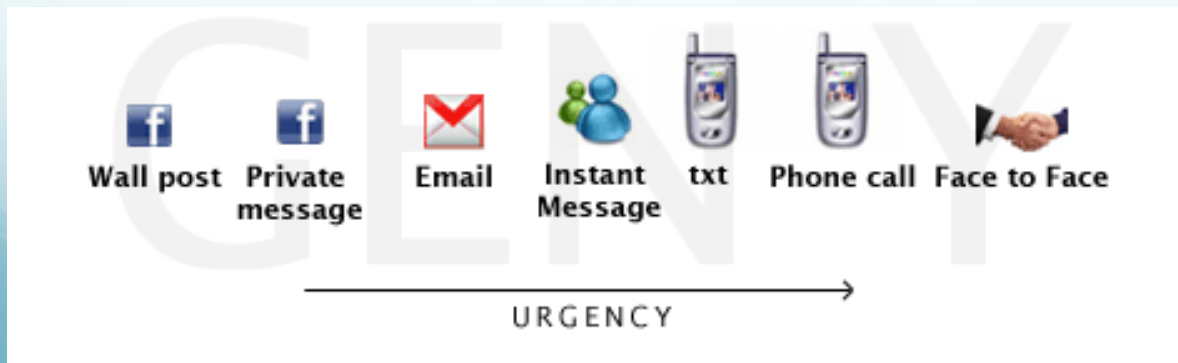 GEN Y
Wall post
Private
message
Email
Instant
Message
txt
Phone call
Face to Face
URGENCY